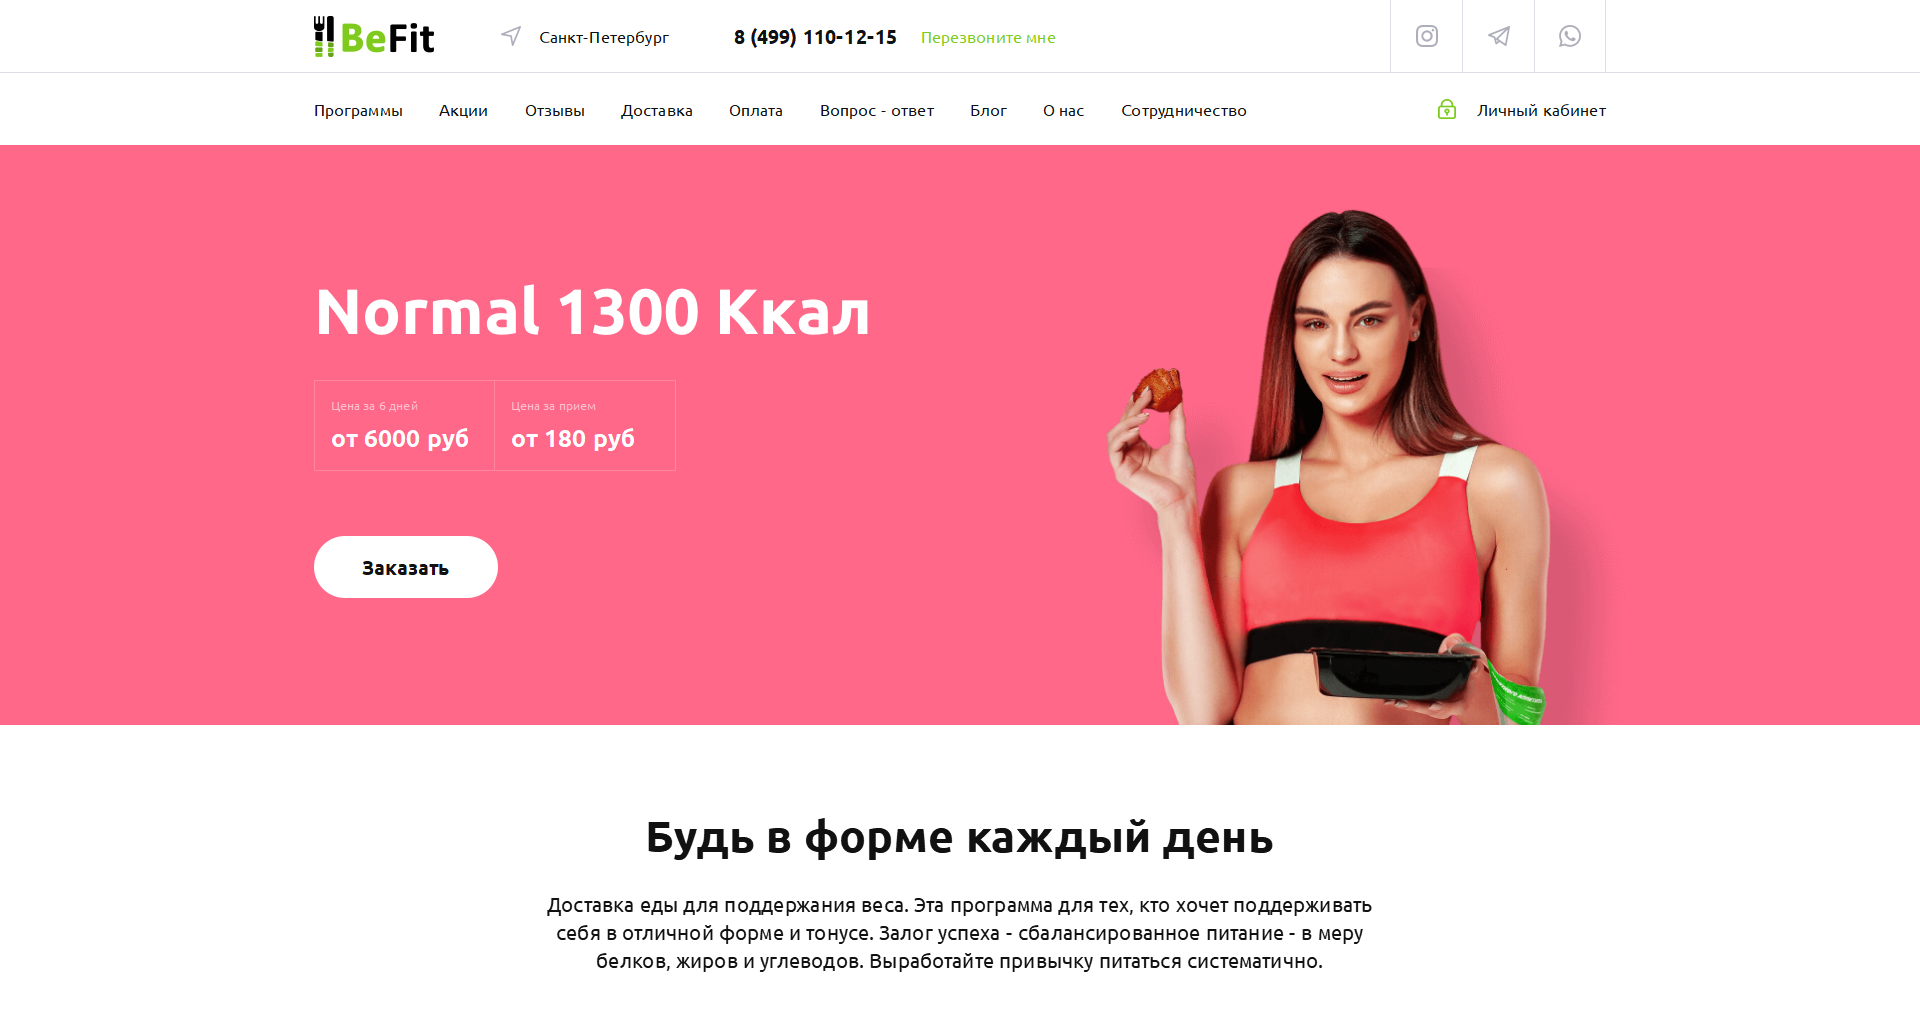 BeFit
Санкт-Петербург
8 (499) 110-12-15
Перезвоните мне
Программы
Акции
Отзывы
Доставка
Оплата
Вопрос - ответ
Блог
О нас
Сотрудничество
Личный кабинет
Normal 1300 Ккал
Цена за 6 дней
от 6000 руб
Цена за прием
от 180 руб
Заказать
Будь в форме каждый день
Доставка еды для поддержания веса. Эта программа для тех, кто хочет поддерживать
себя в отличной форме и тонусе. Залог успеха - сбалансированное питание - в меру
белков, жиров и углеводов. Выработайте привычку питаться систематично.